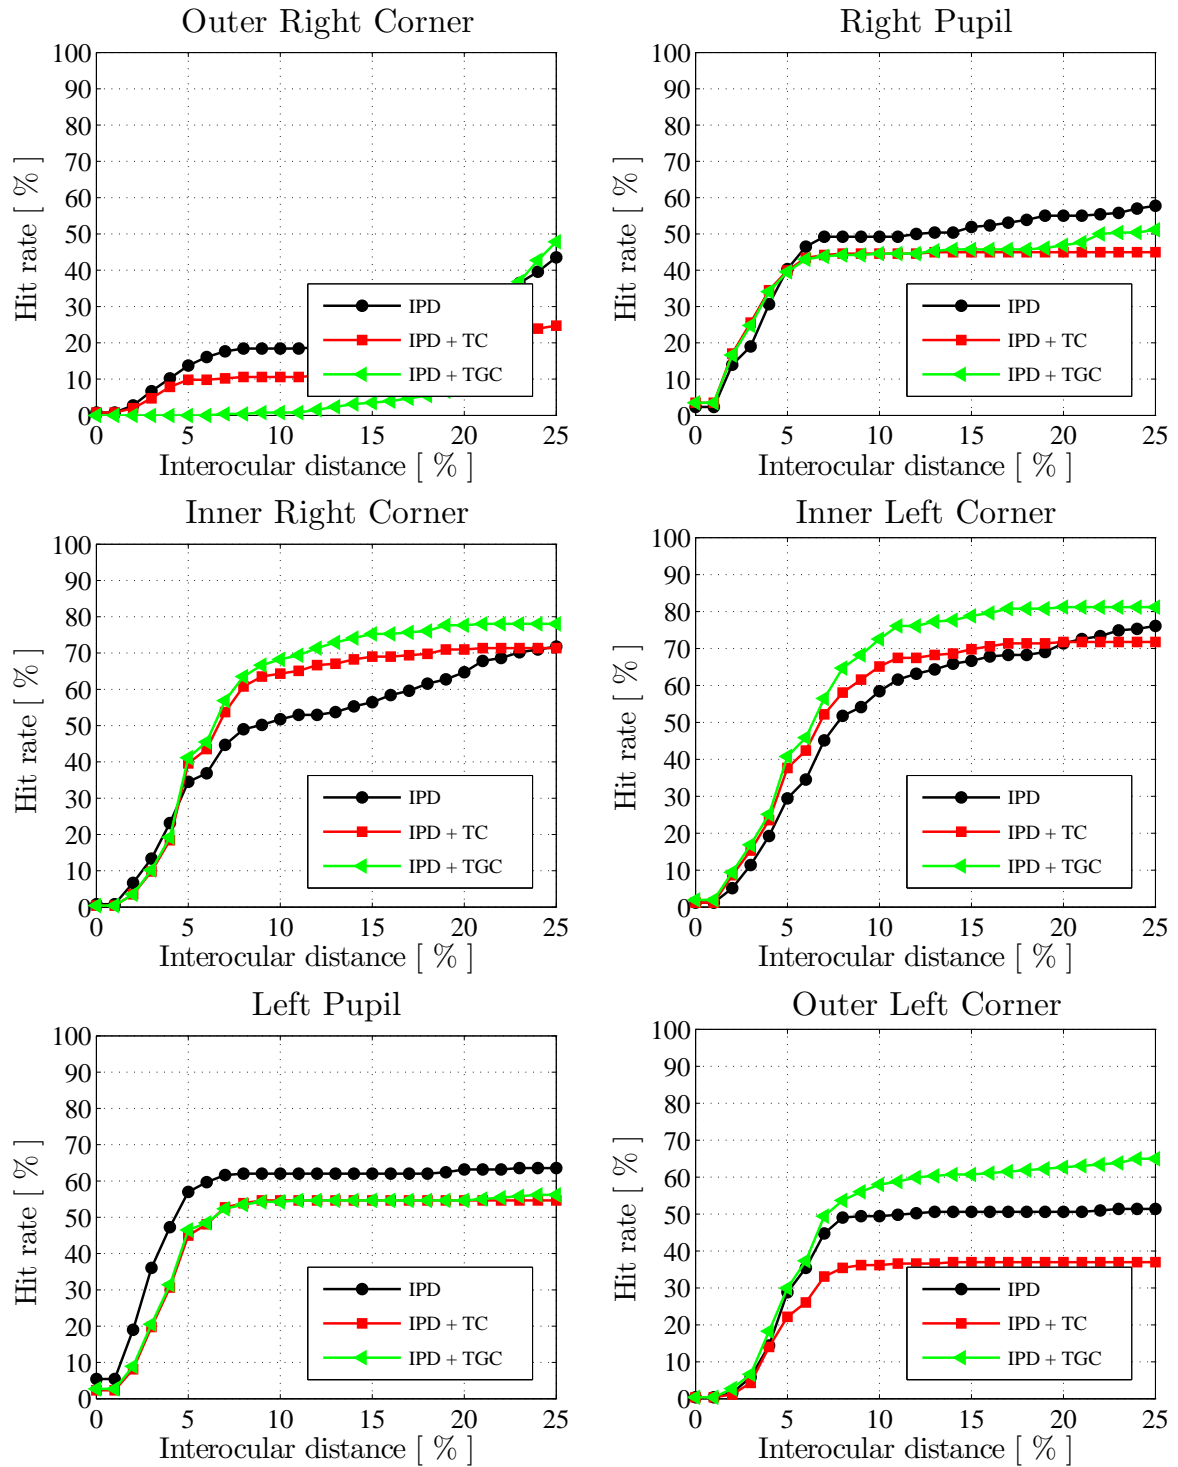 Outer Right Corner
Hit rate [ % ]
100
90
80
70
60
50
40
30
20
10
0
0 5 10 15 20 25
Interocular distance [ % ]
IPD
IPD + TC
IPD + TGC
Right Pupil
Hit rate [ % ]
100
90
80
70
60
50
40
30
20
10
0
0 5 10 15 20 25
Interocular distance [ % ]
IPD
IPD + TC
IPD + TGC
Inner Right Corner
Hit rate [ % ]
100
90
80
70
60
50
40
30
20
10
0
0 5 10 15 20 25
Interocular distance [ % ]
IPD
IPD + TC
IPD + TGC
Inner Left Corner
Hit rate [ % ]
100
90
80
70
60
50
40
30
20
10
0
0 5 10 15 20 25
Interocular distance [ % ]
IPD
IPD + TC
IPD + TGC
Left Pupil
Hit rate [ % ]
100
90
80
70
60
50
40
30
20
10
0
0 5 10 15 20 25
Interocular distance [ % ]
IPD
IPD + TC
IPD + TGC
Outer Left Corner
Hit rate [ % ]
100
90
80
70
60
50
40
30
20
10
0
0 5 10 15 20 25
Interocular distance [ % ]
IPD
IPD + TC
IPD + TGC